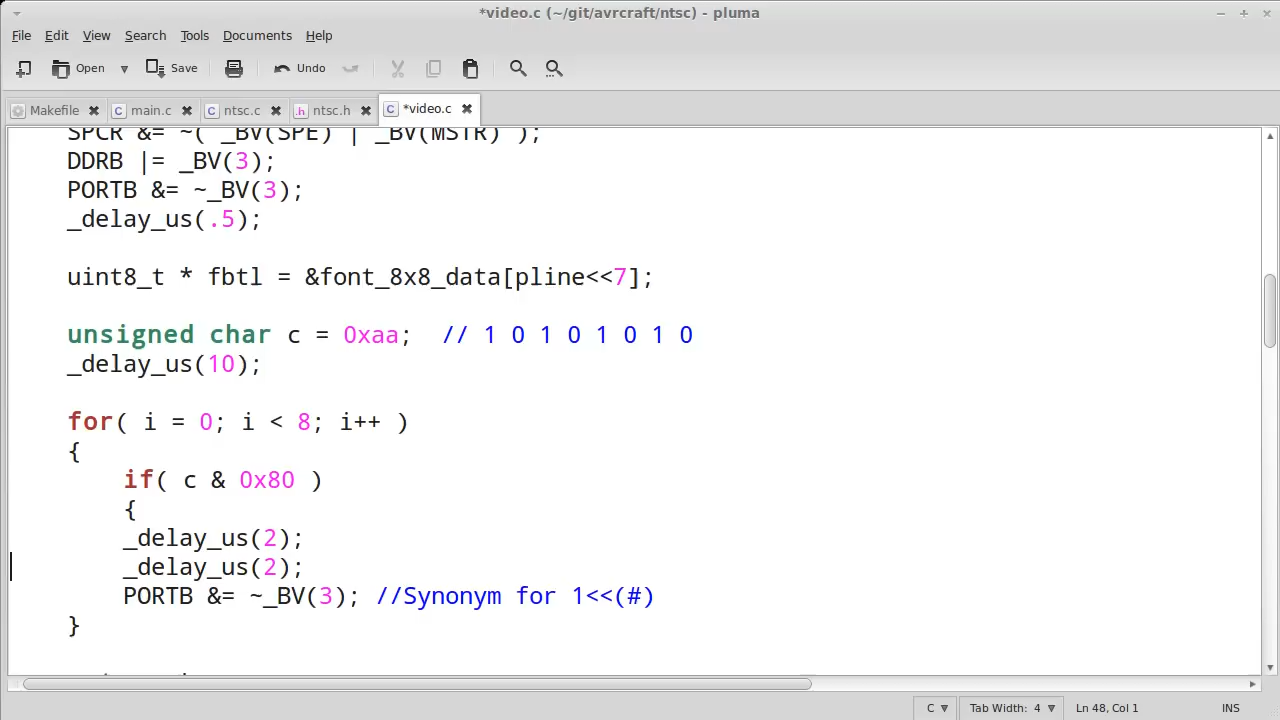 *video.c (~/git/avrcraft/ntsc) - pluma
File Edit View Search Tools Documents Help
Open Save Undo
Makefile main.c ntsc.c ntsc.h *video.c
SPCR &= ~( _BV(SPE) | _BV(MSTR) );
DDRB |= _BV(3);
PORTB &= ~_BV(3);
_delay_us(.5);
uint8_t * fbtl = &font_8x8_data[pline<<7];
unsigned char c = 0xaa;  // 1 0 1 0 1 0 1 0
_delay_us(10);
for( i = 0; i < 8; i++ )
{
if( c & 0x80 )
{
_delay_us(2);
_delay_us(2);
PORTB &= ~_BV(3); //Synonym for 1<<(#)
}
C Tab Width: 4 Ln 48, Col 1 INS